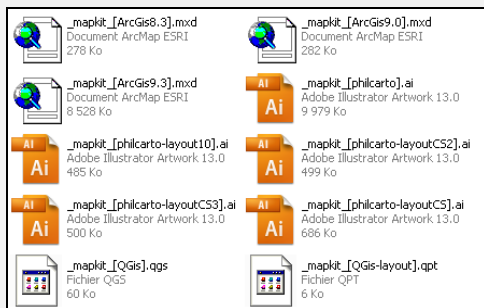 _mapkit_[ArcGis8.3].mxd
Document ArcMap ESRI
278 Ko
_mapkit_[ArcGis9.0].mxd
Document ArcMap ESRI
282 Ko
_mapkit_[ArcGis9.3].mxd
Document ArcMap ESRI
8 528 Ko
_mapkit_[philcarto].ai
Adobe Illustrator Artwork 13.0
9 979 Ko
_mapkit_[philcarto-layout10].ai
Adobe Illustrator Artwork 13.0
485 Ko
_mapkit_[philcarto-layoutCS2].ai
Adobe Illustrator Artwork 13.0
499 Ko
_mapkit_[philcarto-layoutCS3].ai
Adobe Illustrator Artwork 13.0
500 Ko
_mapkit_[philcarto-layoutCS].ai
Adobe Illustrator Artwork 13.0
686 Ko
_mapkit_[QGis].qgs
Fichier QGS
60 Ko
_mapkit_[QGis-layout].qpt
Fichier QPT
6 Ko
AI
Ai
AI
Ai
AI
Ai
AI
Ai
AI
Ai